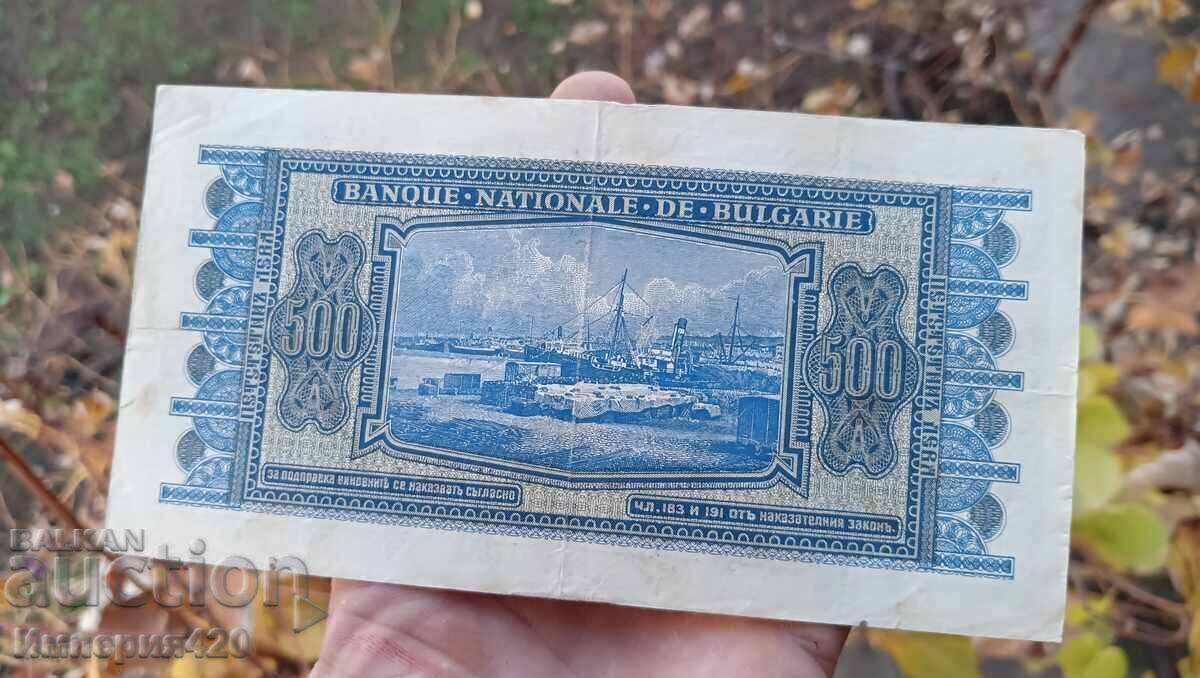 BANQUE·NATIONALE·DE·BULGARIE
500
500
ЗА ПОДПРАВКА ВИНОВНИТѢ СЕ НАКАЗВАТЪ СЪГЛАСНО
ЧЛ. 183 И 191 ОТЪ НАКАЗАТЕЛНИЯ ЗАКОНЪ.
BALKAN
auction
Империя420